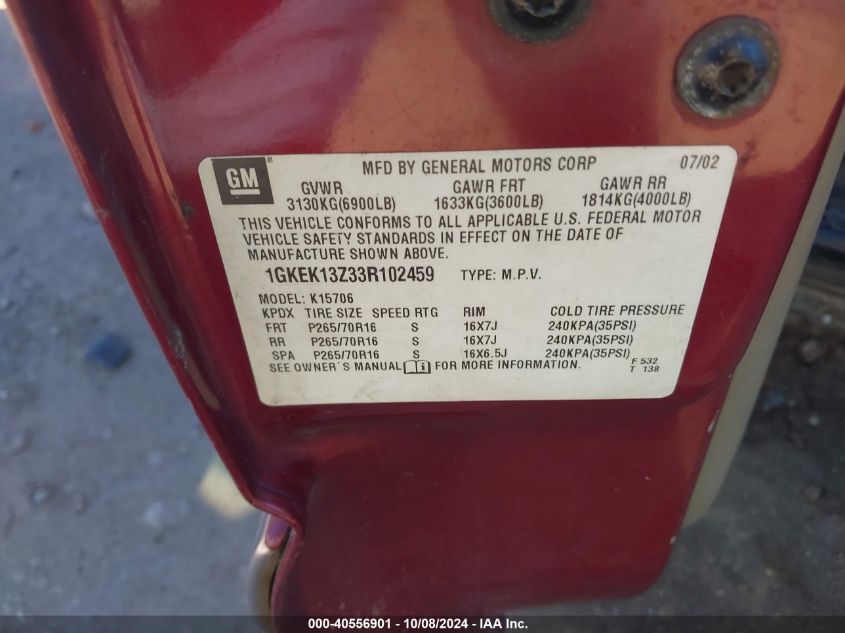 GM
MFD BY GENERAL MOTORS CORP 07/02
GVWR GAWR FRT GAWR RR
3130KG(6900LB) 1633KG(3600LB) 1814KG(4000LB)
THIS VEHICLE CONFORMS TO ALL APPLICABLE U.S. FEDERAL MOTOR
VEHICLE SAFETY STANDARDS IN EFFECT ON THE DATE OF
MANUFACTURE SHOWN ABOVE.
1GKEK13Z33R102459 TYPE: M.P.V.
MODEL: K15706
KPDX TIRE SIZE SPEED RTG RIM COLD TIRE PRESSURE
FRT P265/70R16 S 16X7J 240KPA(35PSI)
RR P265/70R16 S 16X7J 240KPA(35PSI)
SPA P265/70R16 S 16X6.5J 240KPA(35PSI)
SEE OWNER´S MANUAL FOR MORE INFORMATION.
F 532
T 138
000-40556901 - 10/08/2024 - IAA Inc.